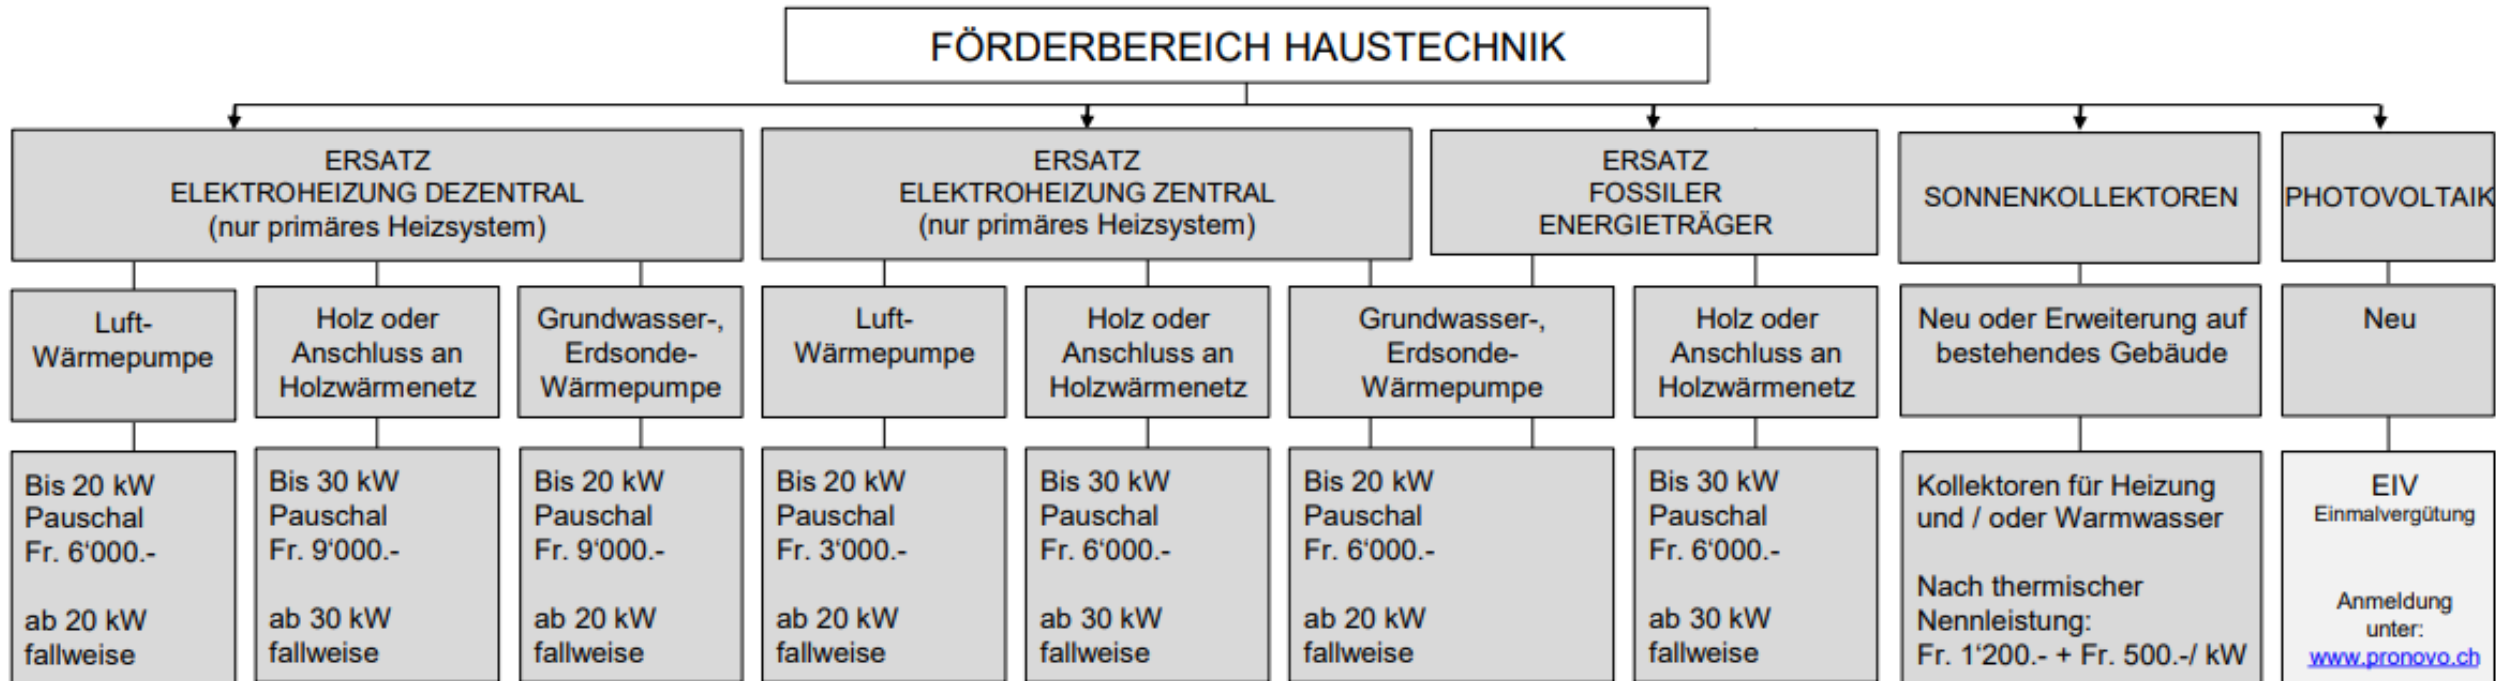 FÖRDERBEREICH HAUSTECHNIK
ERSATZ
ELEKTROHEIZUNG DEZENTRAL
(nur primäres Heizsystem)
ERSATZ
ELEKTROHEIZUNG ZENTRAL
(nur primäres Heizsystem)
ERSATZ
FOSSILER
ENERGIETRÄGER
SONNENKOLLEKTOREN
PHOTOVOLTAIK
Luft-
Wärmepumpe
Holz oder
Anschluss an
Holzwärmenetz
Grundwasser-,
Erdsonde-
Wärmepumpe
Luft-
Wärmepumpe
Holz oder
Anschluss an
Holzwärmenetz
Grundwasser-,
Erdsonde-
Wärmepumpe
Holz oder
Anschluss an
Holzwärmenetz
Neu oder Erweiterung auf
bestehendes Gebäude
Neu
Bis 20 kW
Pauschal
Fr. 6‘000.-
ab 20 kW
fallweise
Bis 30 kW
Pauschal
Fr. 9‘000.-
ab 30 kW
fallweise
Bis 20 kW
Pauschal
Fr. 9‘000.-
ab 20 kW
fallweise
Bis 20 kW
Pauschal
Fr. 3‘000.-
ab 20 kW
fallweise
Bis 30 kW
Pauschal
Fr. 6‘000.-
ab 30 kW
fallweise
Bis 20 kW
Pauschal
Fr. 6‘000.-
ab 20 kW
fallweise
Bis 30 kW
Pauschal
Fr. 6‘000.-
ab 30 kW
fallweise
Kollektoren für Heizung
und / oder Warmwasser
Nach thermischer
Nennleistung:
Fr. 1‘200.- + Fr. 500.-/ kW
EIV
Einmalvergütung
Anmeldung
unter:
www.pronovo.ch